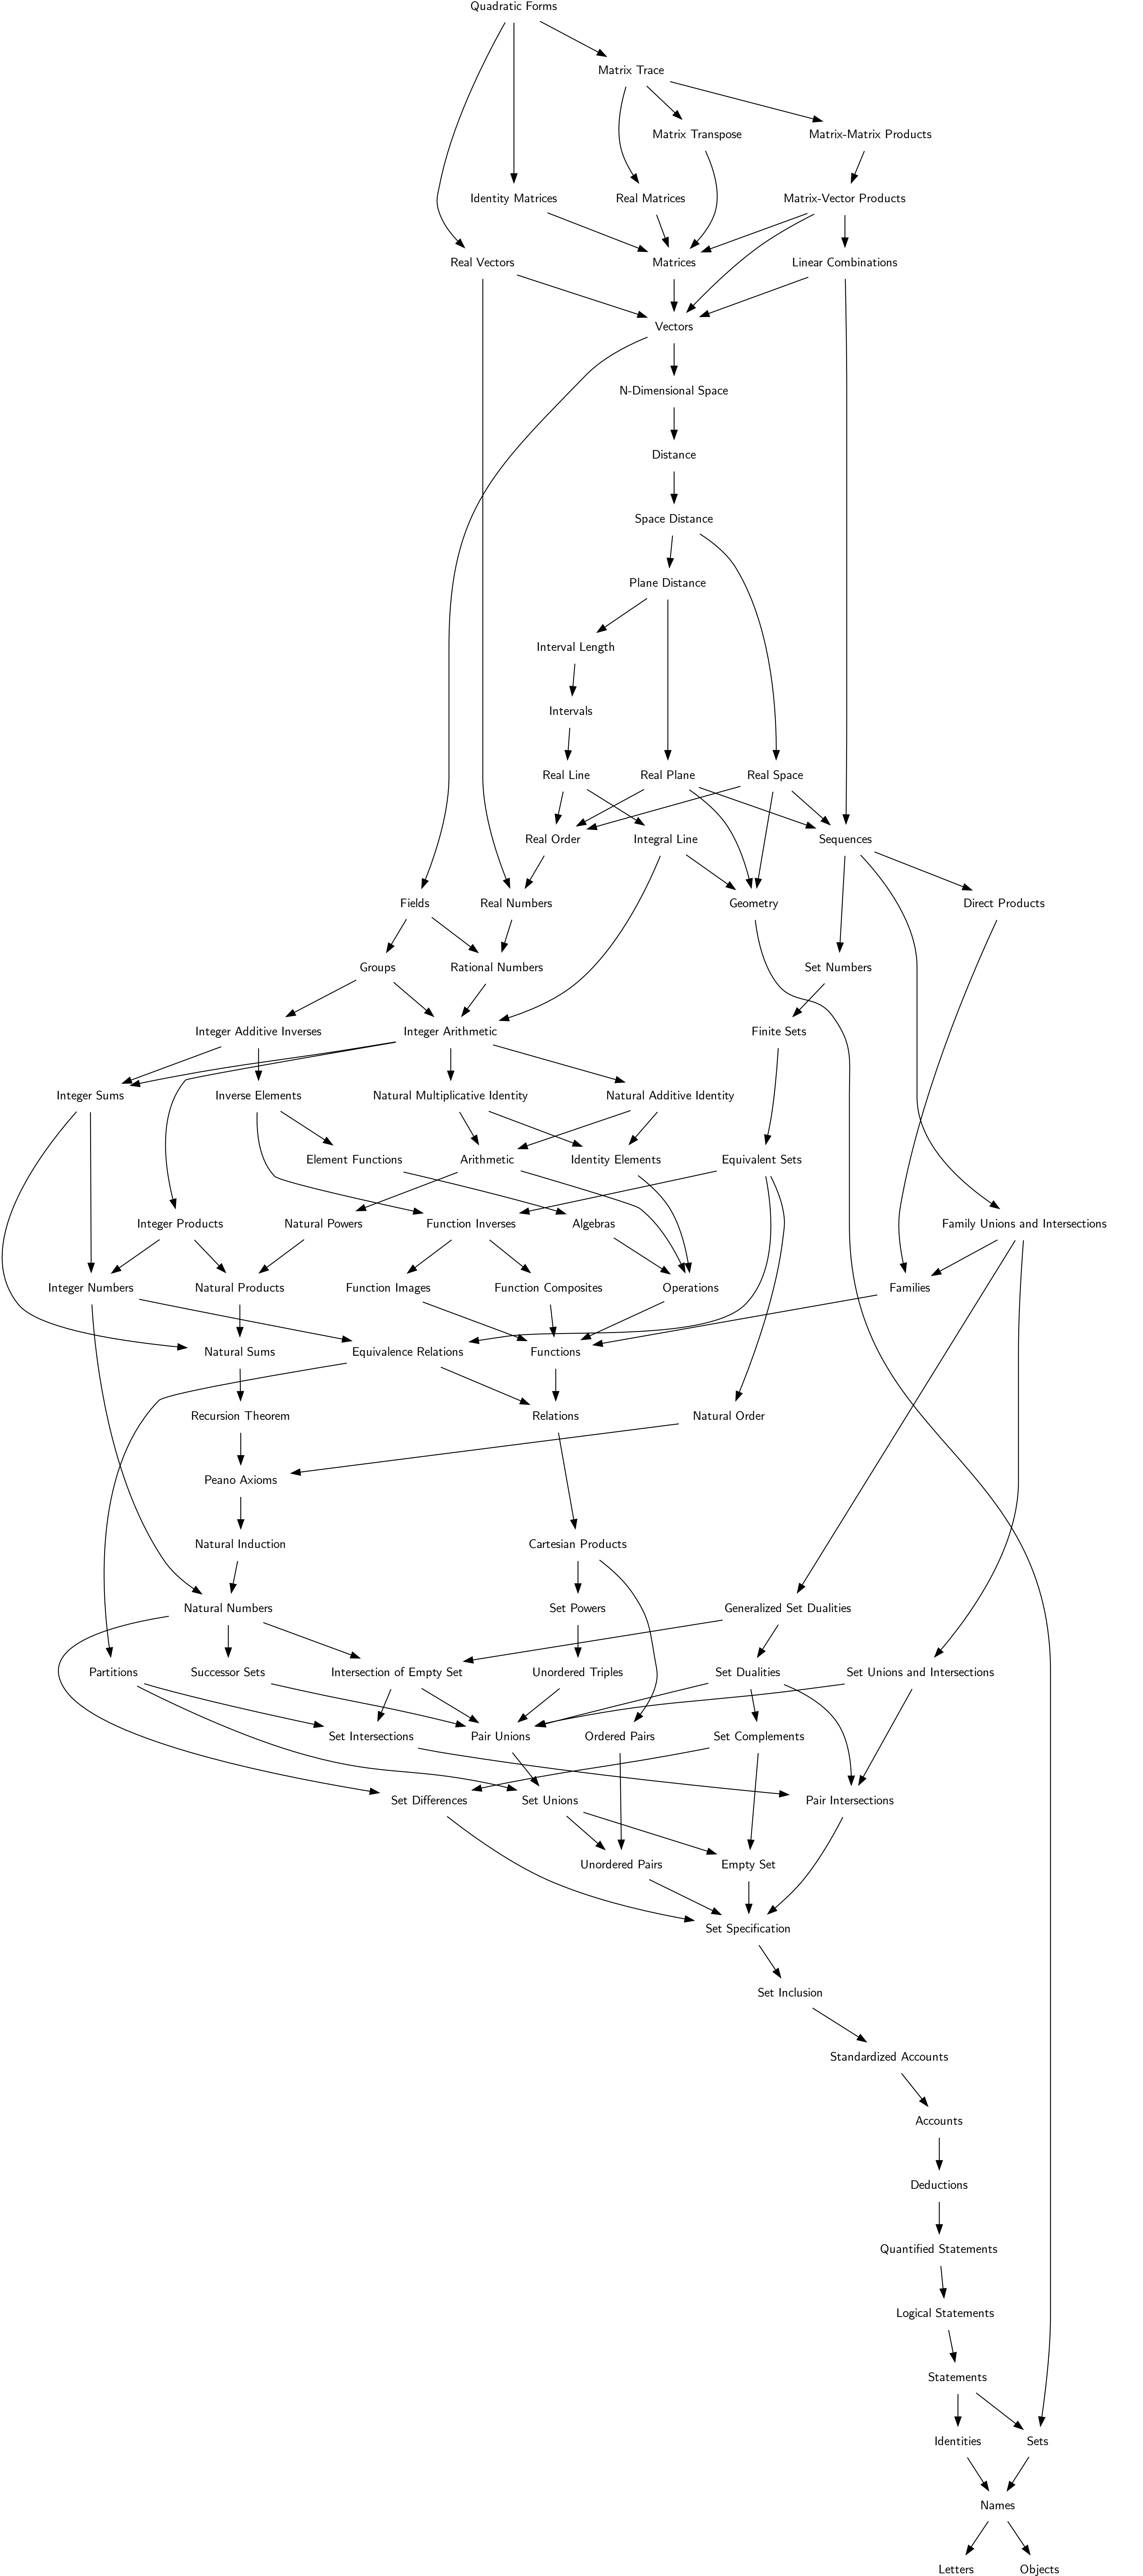 Quadratic Forms
Matrix Trace
Matrix Transpose
Matrix-Matrix Products
Identity Matrices
Real Matrices
Matrix-Vector Products
Real Vectors
Matrices
Linear Combinations
Vectors
N-Dimensional Space
Distance
Space Distance
Plane Distance
Interval Length
Intervals
Real Line
Real Plane
Real Space
Real Order
Integral Line
Sequences
Fields
Real Numbers
Geometry
Direct Products
Groups
Rational Numbers
Set Numbers
Integer Additive Inverses
Integer Arithmetic
Finite Sets
Integer Sums
Inverse Elements
Natural Multiplicative Identity
Natural Additive Identity
Element Functions
Arithmetic
Identity Elements
Equivalent Sets
Integer Products
Natural Powers
Function Inverses
Algebras
Family Unions and Intersections
Integer Numbers
Natural Products
Function Images
Function Composites
Operations
Families
Natural Sums
Equivalence Relations
Functions
Recursion Theorem
Relations
Natural Order
Peano Axioms
Natural Induction
Cartesian Products
Natural Numbers
Set Powers
Generalized Set Dualities
Partitions
Successor Sets
Intersection of Empty Set
Unordered Triples
Set Dualities
Set Unions and Intersections
Set Intersections
Pair Unions
Ordered Pairs
Set Complements
Set Differences
Set Unions
Pair Intersections
Unordered Pairs
Empty Set
Set Specification
Set Inclusion
Standardized Accounts
Accounts
Deductions
Quantified Statements
Logical Statements
Statements
Identities
Sets
Names
Letters
Objects